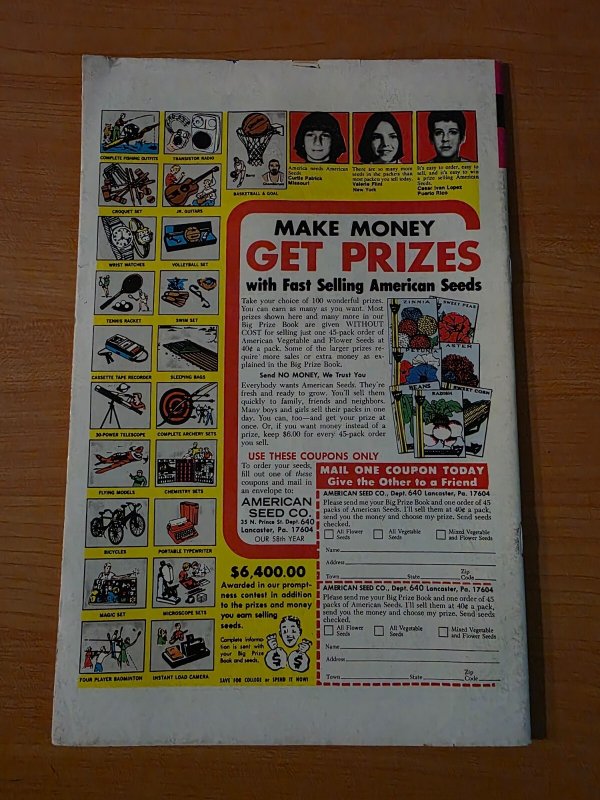 COMPLETE FISHING OUTFITS
TRANSISTOR RADIO
BASKETBALL & GOAL
America needs American
Seeds
Curtis Patrick
Missouri
There are so many more
seeds in the packets than
most packets you sell today.
Valeria Flini
New York
It's easy to order, easy to
sell, and it's easy to win
a prize selling American
Seeds.
Cesar Ivan Lopez
Puerto Rico
CROQUET SET
JR. GUITARS
WRIST WATCHES
VOLLEYBALL SET
TENNIS RACKET
SWIM SET
CASSETTE TAPE RECORDER
SLEEPING BAGS
30-POWER TELESCOPE
COMPLETE ARCHERY SETS
FLYING MODELS
CHEMISTRY SETS
BICYCLES
PORTABLE TYPEWRITER
MAGIC SET
MICROSCOPE SETS
FOUR PLAYER BADMINTON
INSTANT LOAD CAMERA
MAKE MONEY
GET PRIZES
with Fast Selling American Seeds
Take your choice of 100 wonderful prizes.
You can earn as many as you want. Most
prizes shown here and many more in our
Big Prize Book are given WITHOUT
COST for selling just one 45-pack order of
American Vegetable and Flower Seeds at
40¢ a pack. Some of the larger prizes re-
quire more sales or extra money as ex-
plained in the Big Prize Book.
Send NO MONEY, We Trust You
Everybody wants American Seeds. They're
fresh and ready to grow. You'll sell them
quickly to family, friends and neighbors.
Many boys and girls sell their packs in one
day. You can, too—and get your prize at
once. Or, if you want money instead of a
prize, keep $6.00 for every 45-pack order
you sell.
ZINNIA
SWEET PEAS
PETUNIA
ASTER
BEANS
RADISH
SWEET CORN
USE THESE COUPONS ONLY
To order your seeds,
fill out one of these
coupons and mail in
an envelope to:
AMERICAN
SEED CO.
35 N. Prince St. Dept. 640
Lancaster, Pa. 17604
OUR 58th YEAR
$6,400.00
Awarded in our prompt-
ness contest in addition
to the prizes and money
you earn selling
seeds.
Complete informa-
tion is sent with
your Big Prize
Book and seeds.
$
$
SAVE FOR COLLEGE or SPEND IT NOW!
MAIL ONE COUPON TODAY
Give the Other to a Friend
AMERICAN SEED CO., Dept. 640 Lancaster, Pa. 17604
Please send me your Big Prize Book and one order of 45
packs of American Seeds. I'll sell them at 40¢ a pack,
send you the money and choose my prize. Send seeds
checked.
All Flower
Seeds
All Vegetable
Seeds
Mixed Vegetable
and Flower Seeds
Name
Address
Town State Zip Code
AMERICAN SEED CO., Dept. 640 Lancaster, Pa. 17604
Please send me your Big Prize Book and one order of 45
packs of American Seeds. I'll sell them at 40¢ a pack,
send you the money and choose my prize. Send seeds
checked.
All Flower
Seeds
All Vegetable
Seeds
Mixed Vegetable
and Flower Seeds
Name
Address
Town State Zip Code